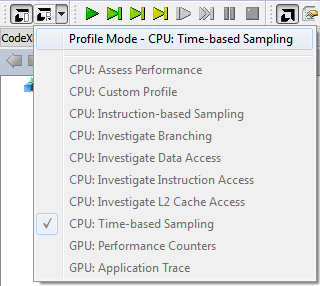 Profile Mode - CPU: Time-based Sampling
CodeX
CPU: Assess Performance
CPU: Custom Profile
CPU: Instruction-based Sampling
CPU: Investigate Branching
CPU: Investigate Data Access
CPU: Investigate Instruction Access
CPU: Investigate L2 Cache Access
CPU: Time-based Sampling
GPU: Performance Counters
GPU: Application Trace